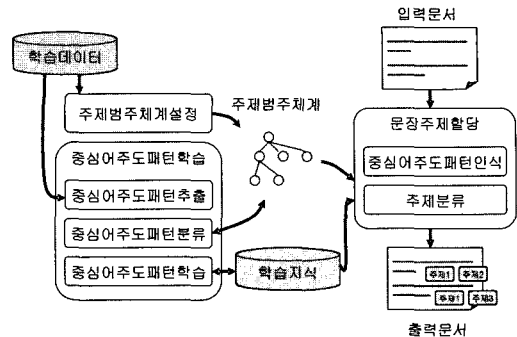 입력문서
학습데이터
주제범주체계설정
주제범주체계
문장주제할당
중심어주도패턴학습
중심어주도패턴인식
중심어주도패턴추출
주제분류
중심어주도패턴분류
중심어주도패턴학습
학습지식
주제1 주제2
주제1 주제3
출력문서